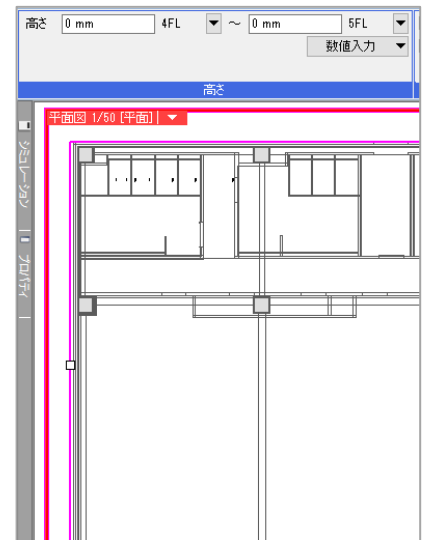 高さ 0 mm 4FL ～ 0 mm 5FL
数値入力
高さ
平面図 1/50 [平面]
シミュレーション
プロパティ